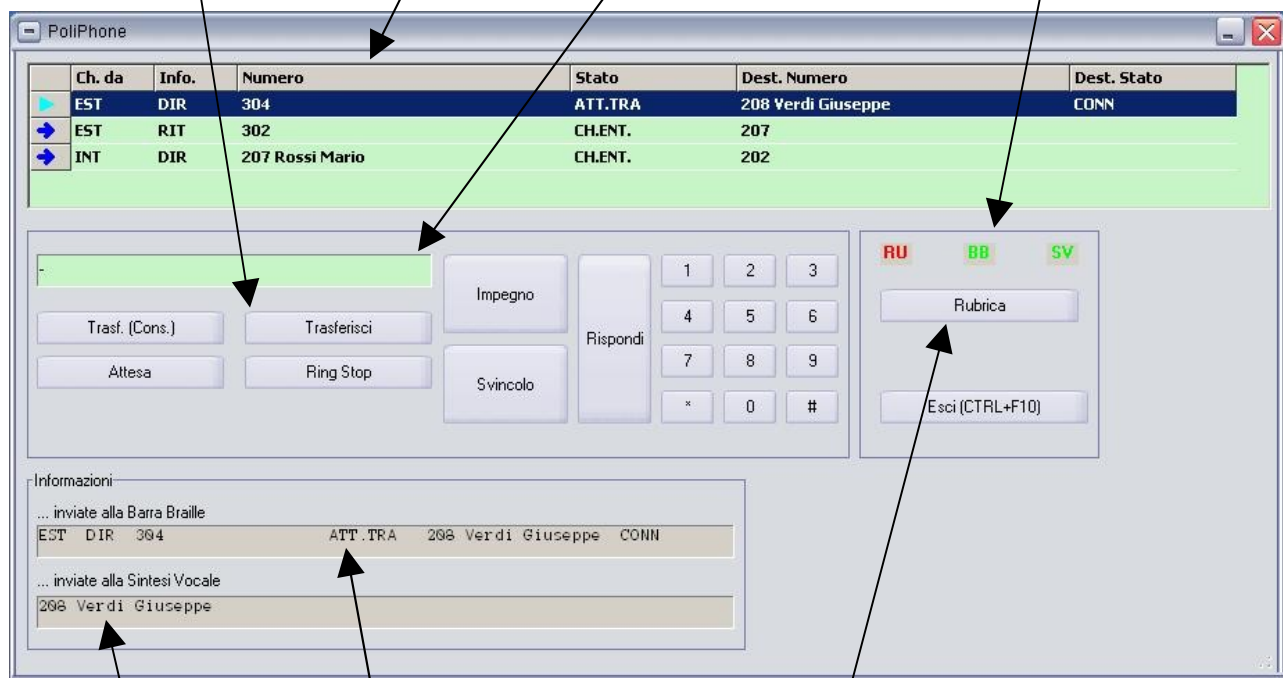 PoliPhone
Ch. da Info. Numero Stato Dest. Numero Dest. Stato
EST DIR 304 ATT.TRA 208 Verdi Giuseppe CONN
EST RIT 302 CH.ENT. 207
INT DIR 207 Rossi Mario CH.ENT. 202
-
Trasf. (Cons.) Trasferisci
Attesa Ring Stop
Impegno
Svincolo
Rispondi
1 2 3
4 5 6
7 8 9
* 0 #
RU BB SV
Rubrica
Esci (CTRL+F10)
Informazioni
... inviate alla Barra Braille
EST DIR 304 ATT.TRA 208 Verdi Giuseppe CONN
... inviate alla Sintesi Vocale
208 Verdi Giuseppe